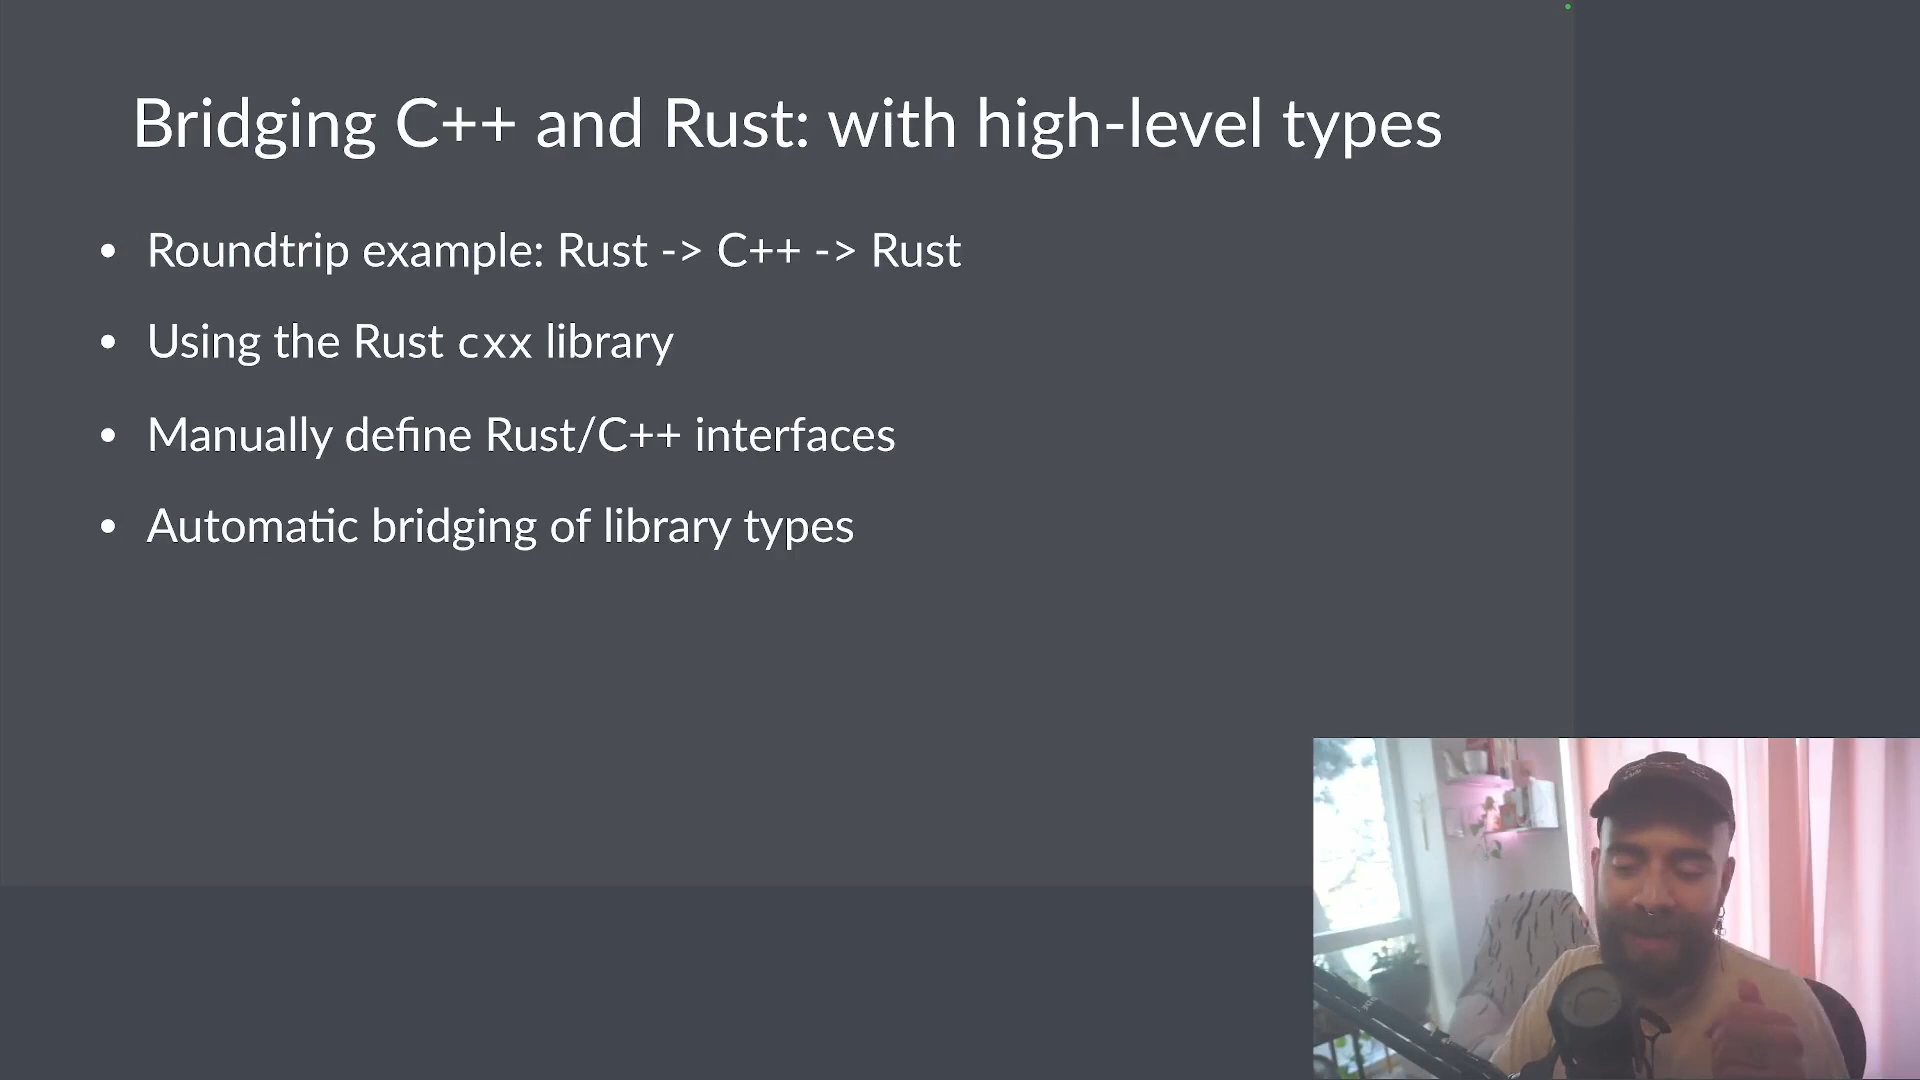 Bridging C++ and Rust: with high-level types
• Roundtrip example: Rust -> C++ -> Rust
• Using the Rust cxx library
• Manually define Rust/C++ interfaces
• Automatic bridging of library types